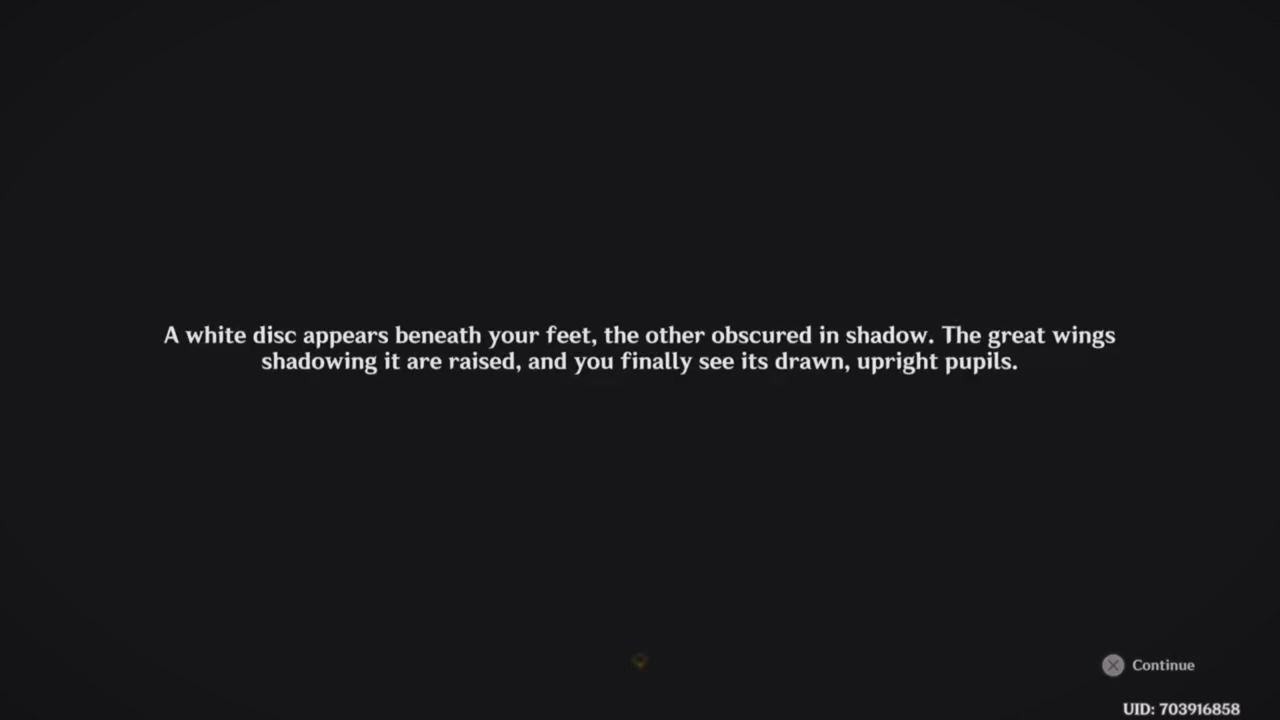 A white disc appears beneath your feet, the other obscured in shadow. The great wings
shadowing it are raised, and you finally see its drawn, upright pupils.
Continue
UID: 703916858